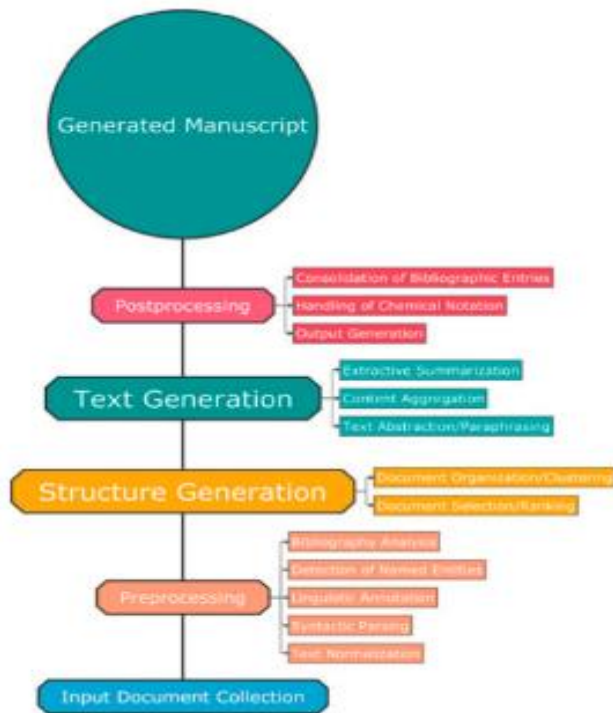 Generated Manuscript
Postprocessing
Consolidation of Bibliographic Entries
Handling of Chemical Notation
Output Generation
Text Generation
Extractive Summarization
Content Aggrigation
Text Abstraction/Paraphrasing
Structure Generation
Document Organization/Clustering
Document Selection/Ranking
Preprocessing
Bibliography Analysis
Detection of Named Entities
Linguistic Annotation
Syntactic Parsing
Text Normalization
Input Document Collection